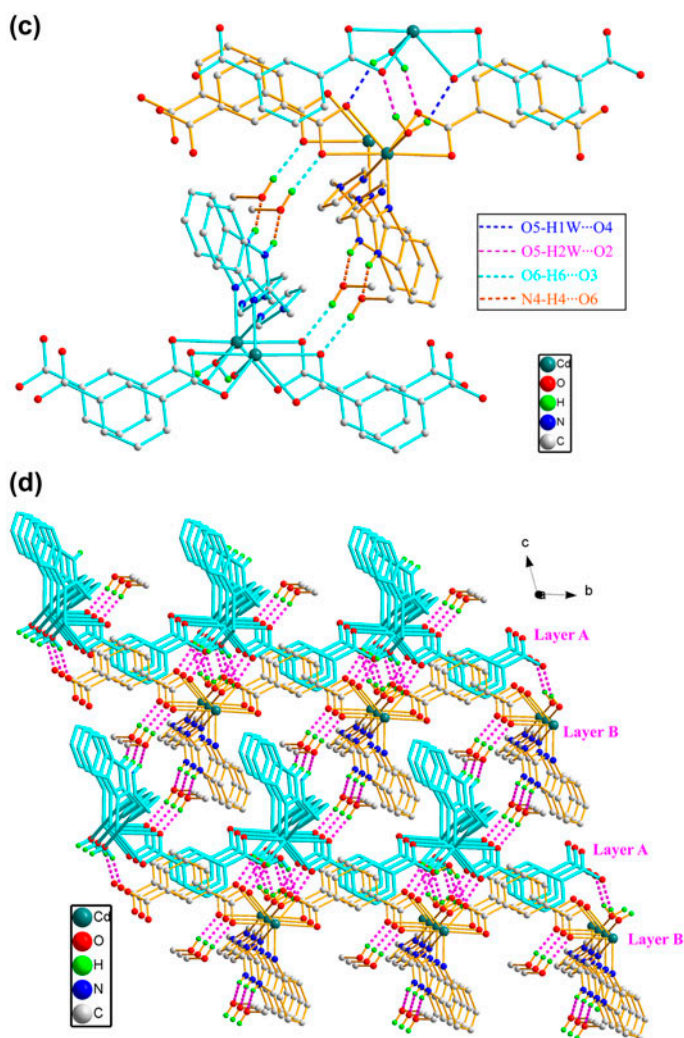 (c)
O5-H1W···O4
O5-H2W···O2
O6-H6···O3
N4-H4···O6
Cd
O
H
N
C
(d)
c
b
Layer A
Layer B
Layer A
Layer B
Cd
O
H
N
C